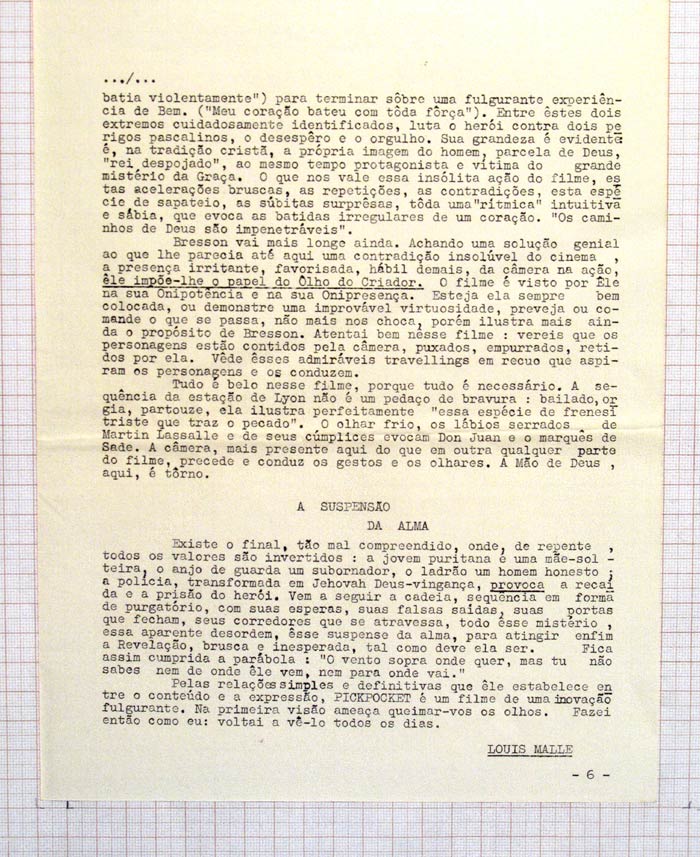 .../...
batia violentamente") para terminar sôbre uma fulgurante experiên-
cia de Bem. ("Meu coração bateu com tôda fôrça"). Entre êstes dois
extremos cuidadosamente identificados, luta o herói contra dois pe
rigos pascalinos, o desespêro e o orgulho. Sua grandeza é evidente
é, na tradição cristã, a própria imagem do homem, parcela de Deus,
"rei despojado", ao mesmo tempo protagonista e vitima do grande
mistério da Graça. O que nos vale essa insólita ação do filme, es
tas acelerações bruscas, as repetições, as contradições, esta espé
cie de sapateio, as súbitas surprêsas, tôda uma"rítmica" intuitiva
e sábia, que evoca as batidas irregulares de um coração. "Os cami-
nhos de Deus são impenetráveis".
Bresson vai mais longe ainda. Achando uma solução genial
ao que lhe parecia até aqui uma contradição insolúvel do cinema ,
a presença irritante, favorisada, hábil demais, da câmera na ação,
êle impõe-lhe o papel do Ôlho do Criador. O filme é visto por Êle
na sua Onipotência e na sua Onipresença. Esteja ela sempre bem
colocada, ou demonstre uma improvável virtuosidade, preveja ou co-
mande o que se passa, não mais nos choca, porém ilustra mais ain-
da o propósito de Bresson. Atentai bem nêsse filme : vereis que os
personagens estão contidos pela câmera, puxados, empurrados, reti-
dos por ela. Vêde êsses admiráveis travellings em recuo que aspi-
ram os personagens e os conduzem.
Tudo é belo nesse filme, porque tudo é necessário. A se-
quência da estação de Lyon não é um pedaço de bravura : bailado,or
gia, partouze, ela ilustra perfeitamente "essa espécie de frenesi
triste que traz o pecado". O olhar frio, os lábios serrados de
Martin Lassalle e de seus cúmplices evocam Don Juan e o marquês de
Sade. A câmera, mais presente aqui do que em outra qualquer parte
do filme, precede e conduz os gestos e os olhares. A Mão de Deus ,
aqui, é tôrno.
A SUSPENSÃO
DA ALMA
Existe o final, tão mal compreendido, onde, de repente ,
todos os valores são invertidos : a jovem puritana é uma mãe-sol -
teira, o anjo de guarda um subornador, o ladrão um homem honesto ;
a polícia, transformada em Jehovah Deus-vingança, provoca a recaí
da e a prisão do herói. Vem a seguir a cadeia, sequência em forma
de purgatório, com suas esperas, suas falsas saídas, suas portas
que fecham, seus corredores que se atravessa, todo êsse mistério ,
essa aparente desordem, êsse suspense da alma, para atingir enfim
a Revelação, brusca e inesperada, tal como deve ela ser. Fica
assim cumprida a parábola : "O vento sopra onde quer, mas tu não
sabes nem de onde êle vem, nem para onde vai."
Pelas relações simples e definitivas que êle estabelece en
tre o conteúdo e a expressão, PICKPOCKET é um filme de uma inovação
fulgurante. Na primeira visão ameaça queimar-vos os olhos. Fazei
então como eu: voltai a vê-lo todos os dias.
LOUIS MALLE
- 6 -